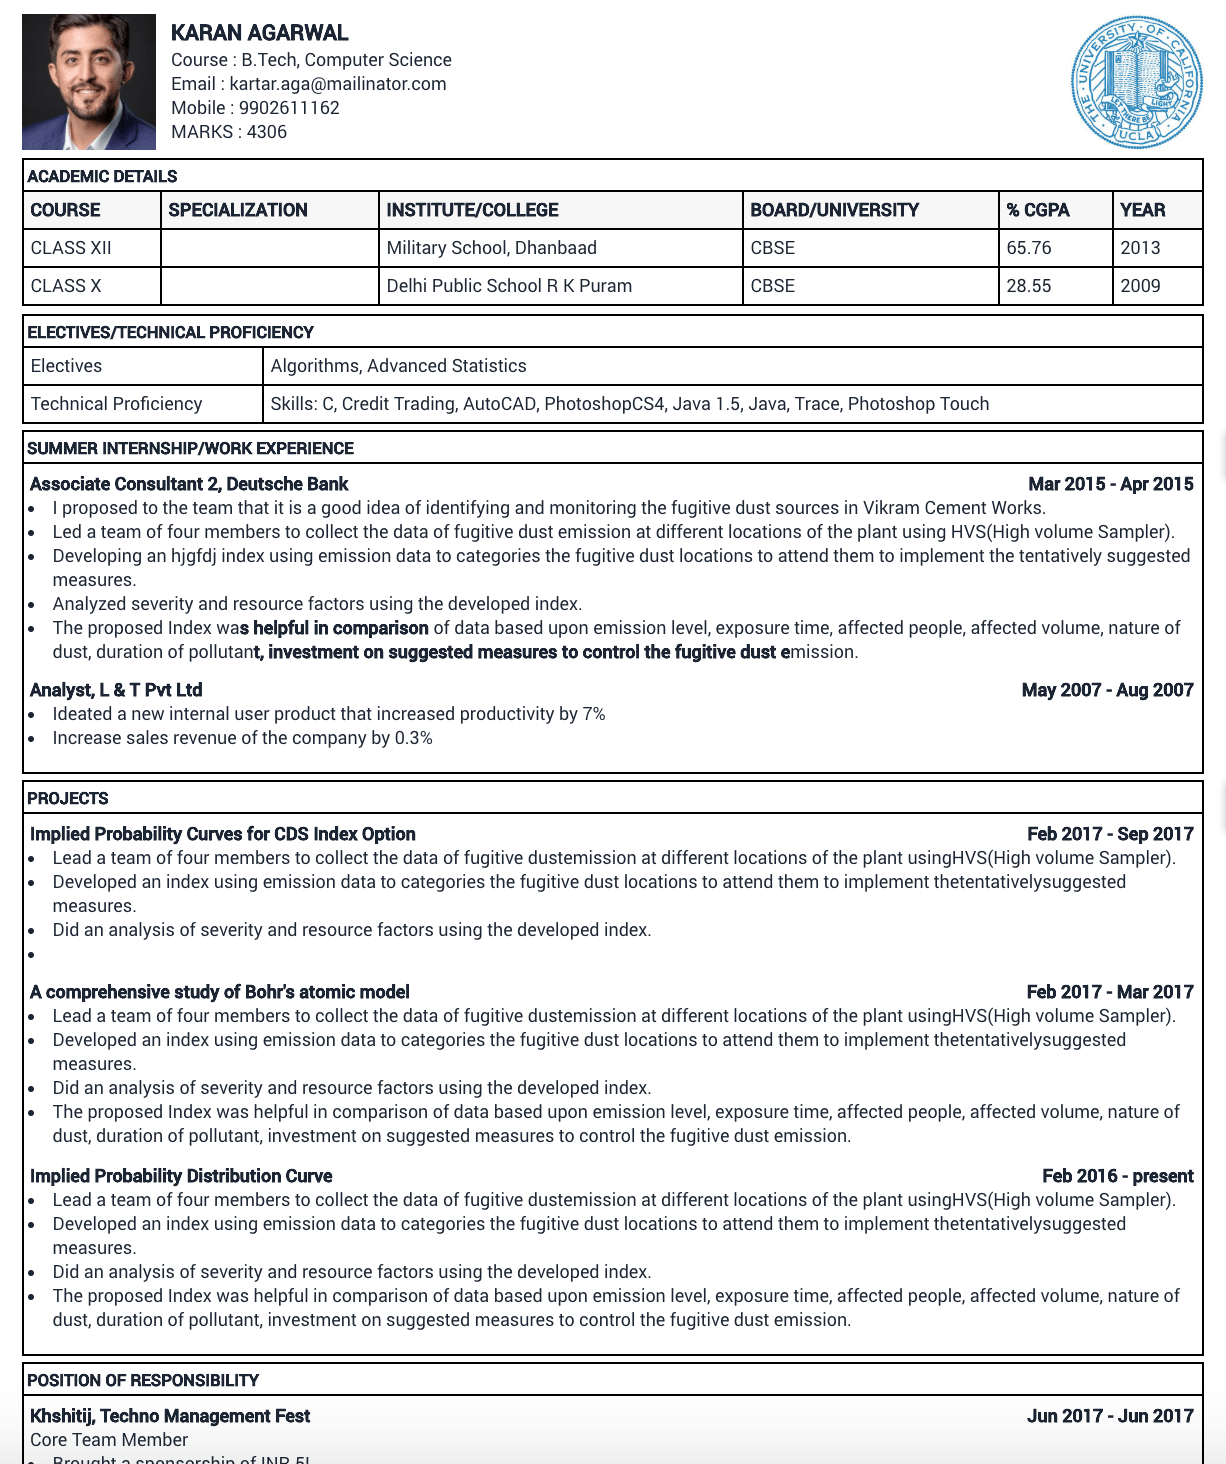 KARAN AGARWAL
Course : B.Tech, Computer Science
Email : kartar.aga@mailinator.com
Mobile : 9902611162
MARKS : 4306
THE · UNIVERSITY · OF · CALIFORNIA
LET THERE BE LIGHT
UCLA
ACADEMIC DETAILS
COURSE SPECIALIZATION INSTITUTE/COLLEGE BOARD/UNIVERSITY % CGPA YEAR
CLASS XII Military School, Dhanbaad CBSE 65.76 2013
CLASS X Delhi Public School R K Puram CBSE 28.55 2009
ELECTIVES/TECHNICAL PROFICIENCY
Electives Algorithms, Advanced Statistics
Technical Proficiency Skills: C, Credit Trading, AutoCAD, PhotoshopCS4, Java 1.5, Java, Trace, Photoshop Touch
SUMMER INTERNSHIP/WORK EXPERIENCE
Associate Consultant 2, Deutsche Bank Mar 2015 - Apr 2015
• I proposed to the team that it is a good idea of identifying and monitoring the fugitive dust sources in Vikram Cement Works.
• Led a team of four members to collect the data of fugitive dust emission at different locations of the plant using HVS(High volume Sampler).
• Developing an hjgfdj index using emission data to categories the fugitive dust locations to attend them to implement the tentatively suggested
measures.
• Analyzed severity and resource factors using the developed index.
• The proposed Index was helpful in comparison of data based upon emission level, exposure time, affected people, affected volume, nature of
dust, duration of pollutant, investment on suggested measures to control the fugitive dust emission.
Analyst, L & T Pvt Ltd May 2007 - Aug 2007
• Ideated a new internal user product that increased productivity by 7%
• Increase sales revenue of the company by 0.3%
PROJECTS
Implied Probability Curves for CDS Index Option Feb 2017 - Sep 2017
• Lead a team of four members to collect the data of fugitive dustemission at different locations of the plant usingHVS(High volume Sampler).
• Developed an index using emission data to categories the fugitive dust locations to attend them to implement thetentativelysuggested
measures.
• Did an analysis of severity and resource factors using the developed index.
•
A comprehensive study of Bohr's atomic model Feb 2017 - Mar 2017
• Lead a team of four members to collect the data of fugitive dustemission at different locations of the plant usingHVS(High volume Sampler).
• Developed an index using emission data to categories the fugitive dust locations to attend them to implement thetentativelysuggested
measures.
• Did an analysis of severity and resource factors using the developed index.
• The proposed Index was helpful in comparison of data based upon emission level, exposure time, affected people, affected volume, nature of
dust, duration of pollutant, investment on suggested measures to control the fugitive dust emission.
Implied Probability Distribution Curve Feb 2016 - present
• Lead a team of four members to collect the data of fugitive dustemission at different locations of the plant usingHVS(High volume Sampler).
• Developed an index using emission data to categories the fugitive dust locations to attend them to implement thetentativelysuggested
measures.
• Did an analysis of severity and resource factors using the developed index.
• The proposed Index was helpful in comparison of data based upon emission level, exposure time, affected people, affected volume, nature of
dust, duration of pollutant, investment on suggested measures to control the fugitive dust emission.
POSITION OF RESPONSIBILITY
Khshitij, Techno Management Fest Jun 2017 - Jun 2017
Core Team Member
• Brought a sponsorship of INR 5L